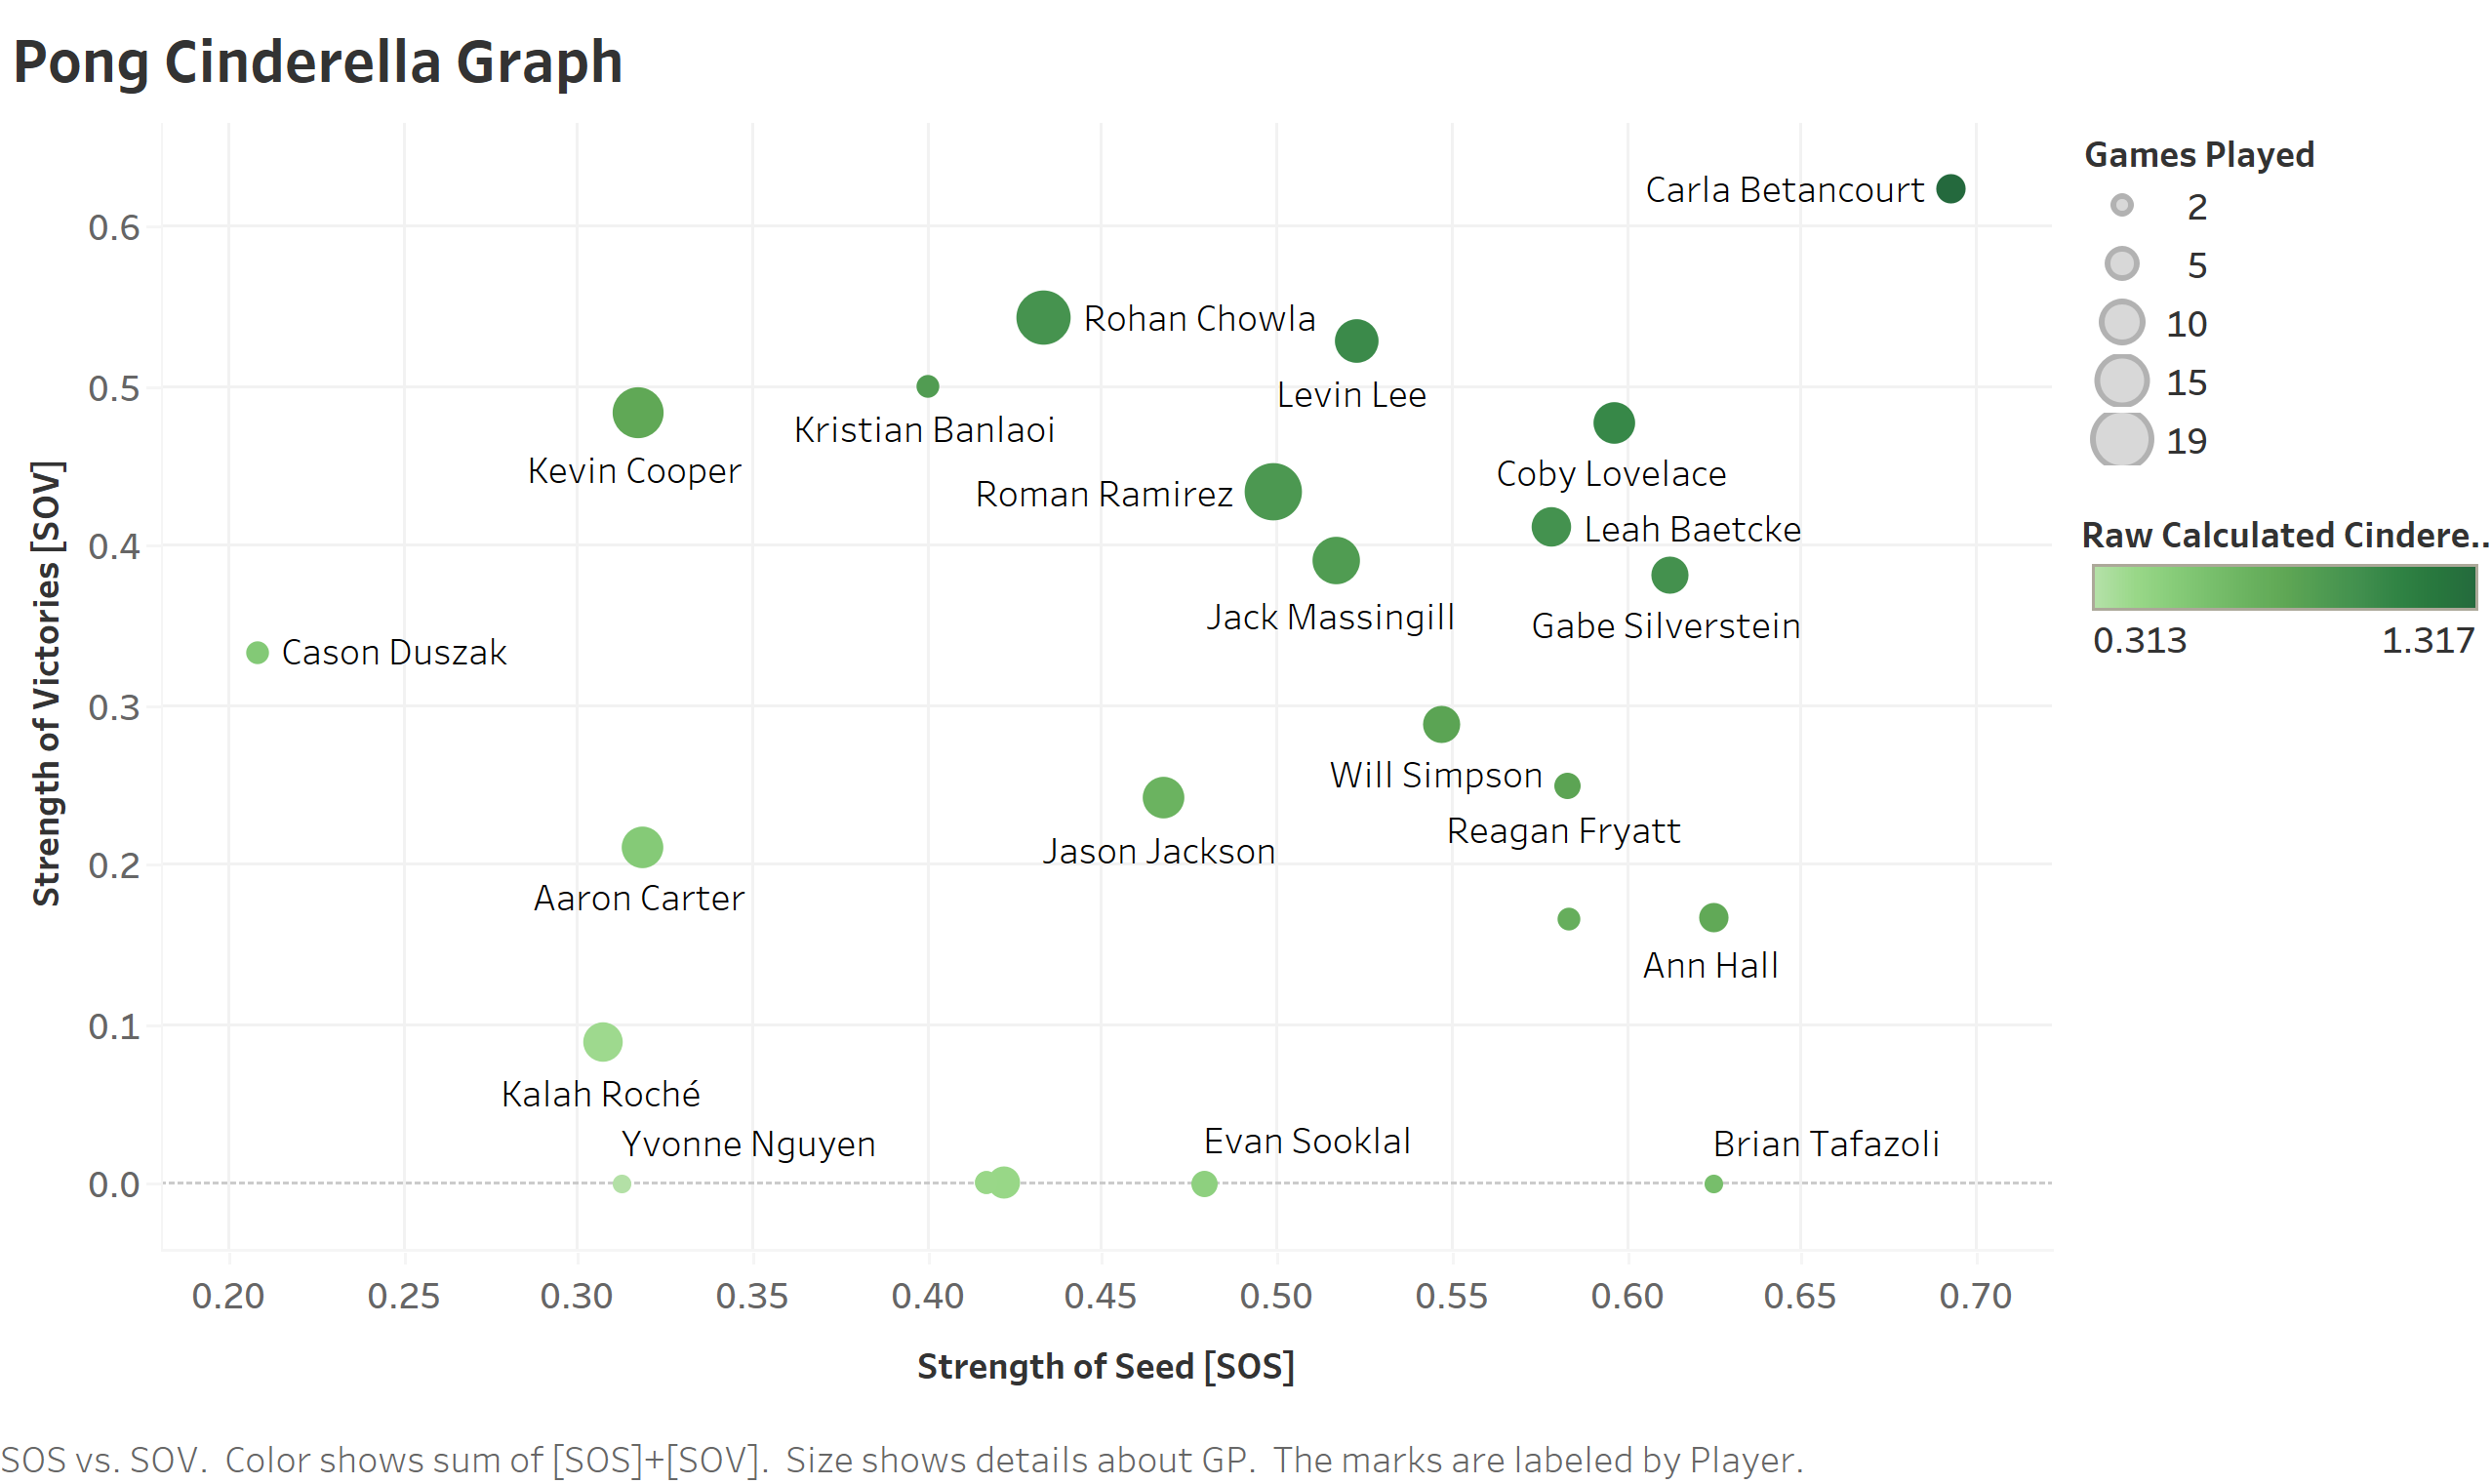 Pong Cinderella Graph
Games Played
2
5
10
15
19
Raw Calculated Cindere..
0.313 1.317
Strength of Victories [SOV]
0.6
0.5
0.4
0.3
0.2
0.1
0.0
Carla Betancourt
Rohan Chowla
Levin Lee
Kristian Banlaoi
Kevin Cooper
Coby Lovelace
Roman Ramirez
Leah Baetcke
Jack Massingill
Gabe Silverstein
Cason Duszak
Will Simpson
Reagan Fryatt
Jason Jackson
Aaron Carter
Ann Hall
Kalah Roché
Yvonne Nguyen
Evan Sooklal
Brian Tafazoli
0.20 0.25 0.30 0.35 0.40 0.45 0.50 0.55 0.60 0.65 0.70
Strength of Seed [SOS]
SOS vs. SOV.  Color shows sum of [SOS]+[SOV].  Size shows details about GP.  The marks are labeled by Player.